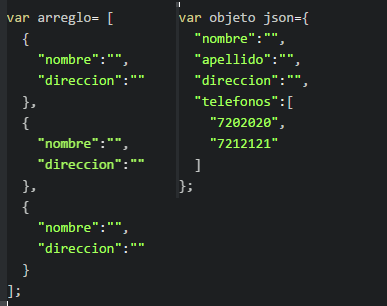 var arreglo= [
  {
    "nombre":"",
    "direccion":""
  },
  {
    "nombre":"",
    "direccion":""
  },
  {
    "nombre":"",
    "direccion":""
  }
];
var objeto json={
  "nombre":"",
  "apellido":"",
  "direccion":"",
  "telefonos":[
    "7202020",
    "7212121"
  ]
};